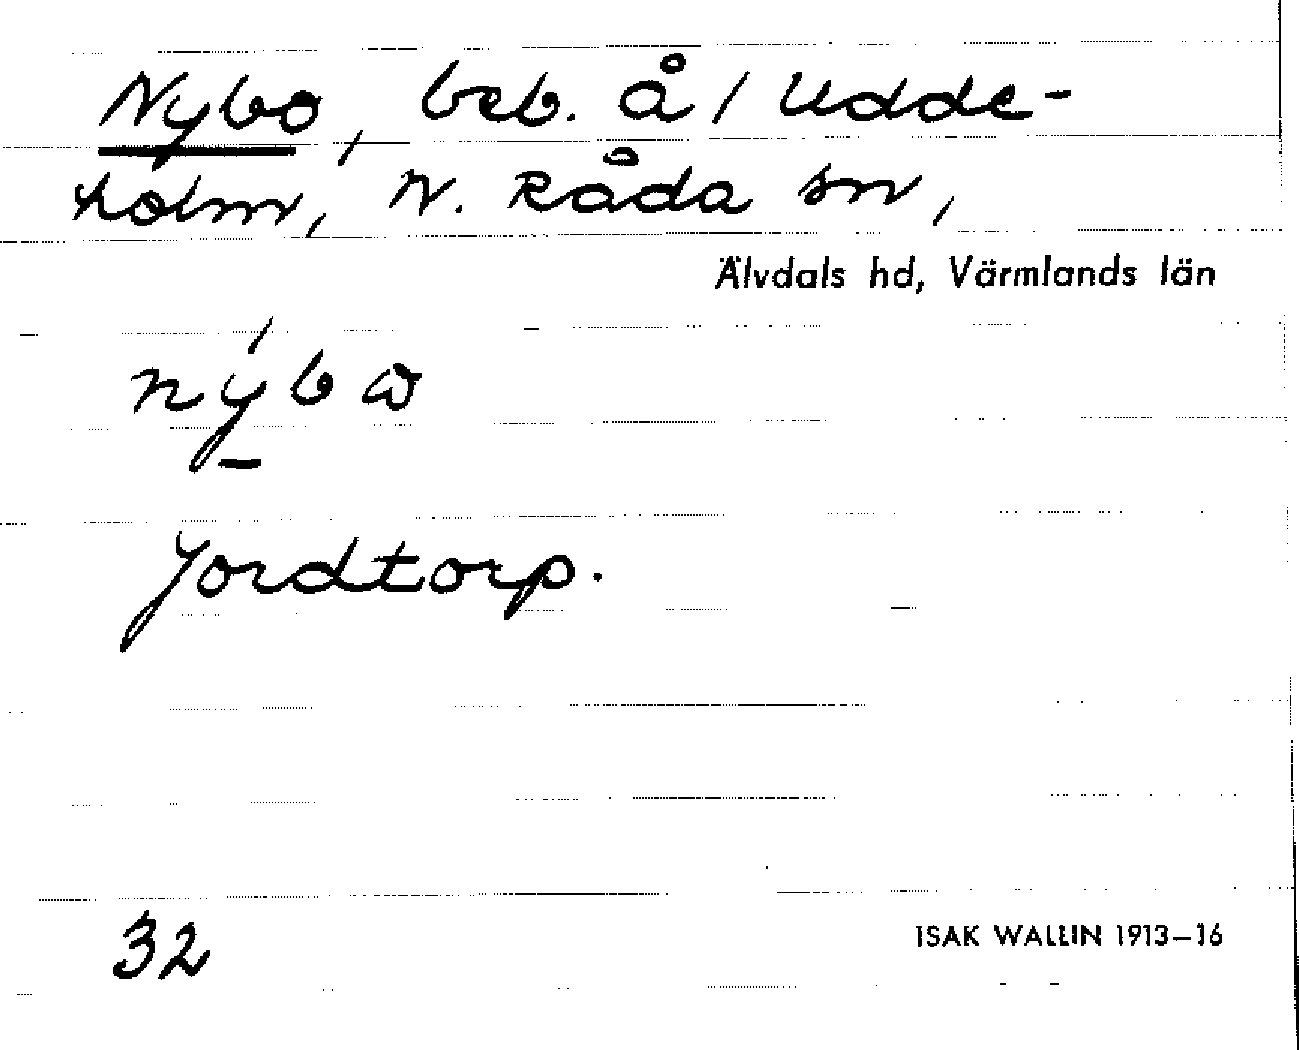 Nybo, beb. å / Udde-
holm, N. Råda sn,
Älvdals hd, Värmlands län
nýbω
Jordtorp.
32
ISAK WALLIN 1913–16